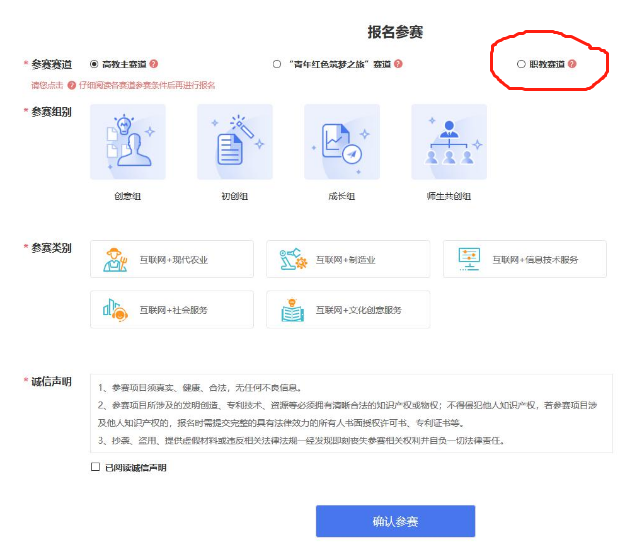 报名参赛
* 参赛赛道 高教主赛道 ? "青年红色筑梦之旅"赛道 ? 职教赛道 ?
请您点击 ? 仔细阅读各赛道参赛条件后再进行报名
* 参赛组别
创意组 初创组 成长组 师生共创组
* 参赛类别 互联网+现代农业 互联网+制造业 互联网+信息技术服务
互联网+社会服务 互联网+文化创意服务
* 诚信声明
1、参赛项目须真实、健康、合法，无任何不良信息。
2、参赛项目所涉及的发明创造、专利技术、资源等必须拥有清晰合法的知识产权或物权；不得侵犯他人知识产权，若参赛项目涉
及他人知识产权的，报名时需提交完整的具有法律效力的所有人书面授权许可书、专利证书等。
3、抄袭、盗用、提供虚假材料或违反相关法律法规一经发现即刻丧失参赛相关权利并自负一切法律责任。
已阅读诚信声明
确认参赛